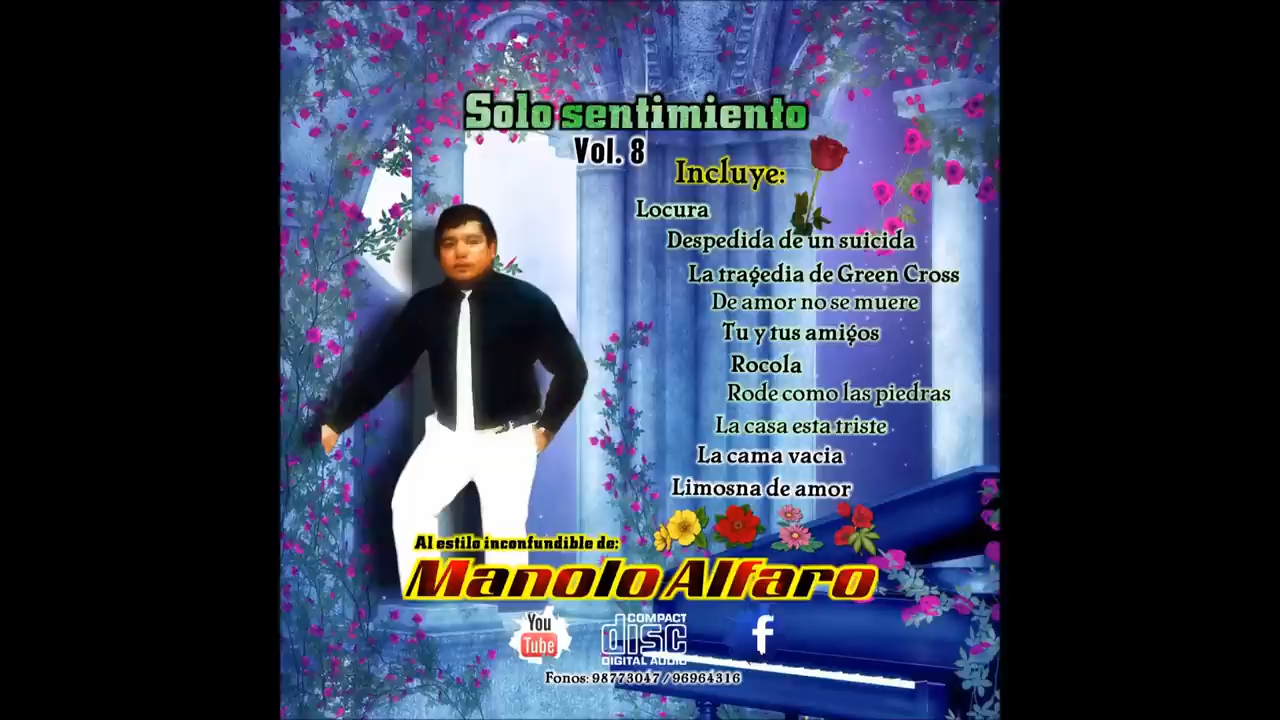 Solo sentimiento
Vol. 8
Incluye:
Locura
Despedida de un suicida
La tragedia de Green Cross
De amor no se muere
Tu y tus amigos
Rocola
Rode como las piedras
La casa esta triste
La cama vacia
Limosna de amor
Al estilo inconfundible de:
Manolo Alfaro
You
Tube
COMPACT
disc
DIGITAL AUDIO
f
Fonos: 98773047 / 96964316